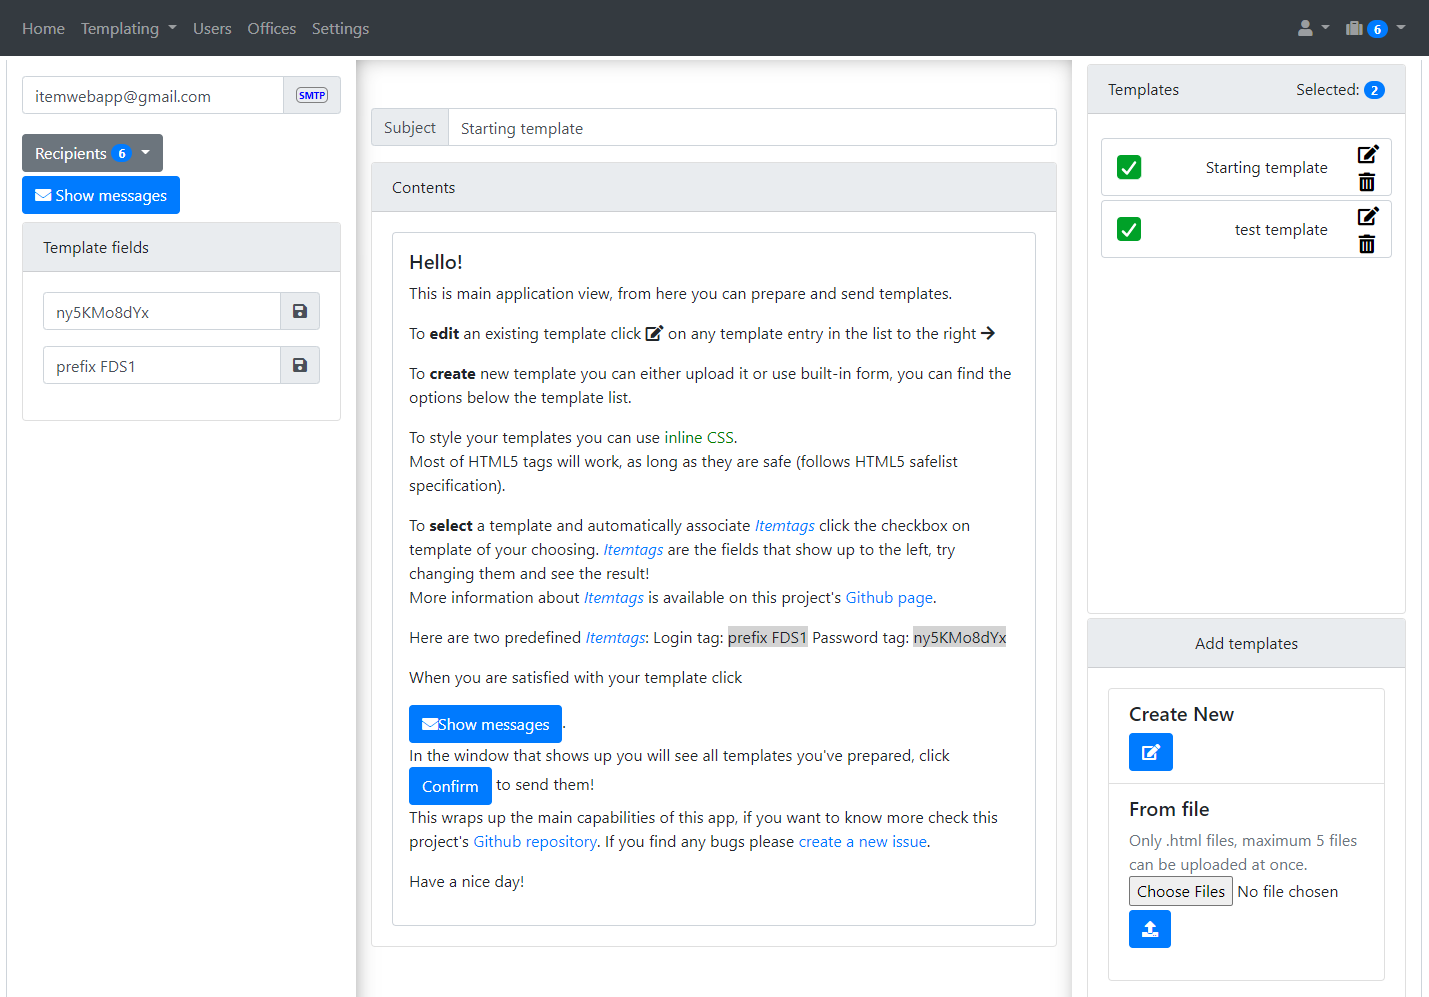 Home Templating Users Offices Settings 6
itemwebapp@gmail.com SMTP
Recipients 6
Show messages
Template fields
ny5KMo8dYx
prefix FDS1
Subject Starting template
Contents
Hello!
This is main application view, from here you can prepare and send templates.
To edit an existing template click on any template entry in the list to the right
To create new template you can either upload it or use built-in form, you can find the
options below the template list.
To style your templates you can use inline CSS.
Most of HTML5 tags will work, as long as they are safe (follows HTML5 safelist
specification).
To select a template and automatically associate Itemtags click the checkbox on
template of your choosing. Itemtags are the fields that show up to the left, try
changing them and see the result!
More information about Itemtags is available on this project's Github page.
Here are two predefined Itemtags: Login tag: prefix FDS1 Password tag: ny5KMo8dYx
When you are satisfied with your template click
Show messages.
In the window that shows up you will see all templates you've prepared, click
Confirm to send them!
This wraps up the main capabilities of this app, if you want to know more check this
project's Github repository. If you find any bugs please create a new issue.
Have a nice day!
Templates Selected: 2
Starting template
test template
Add templates
Create New
From file
Only .html files, maximum 5 files
can be uploaded at once.
Choose Files No file chosen